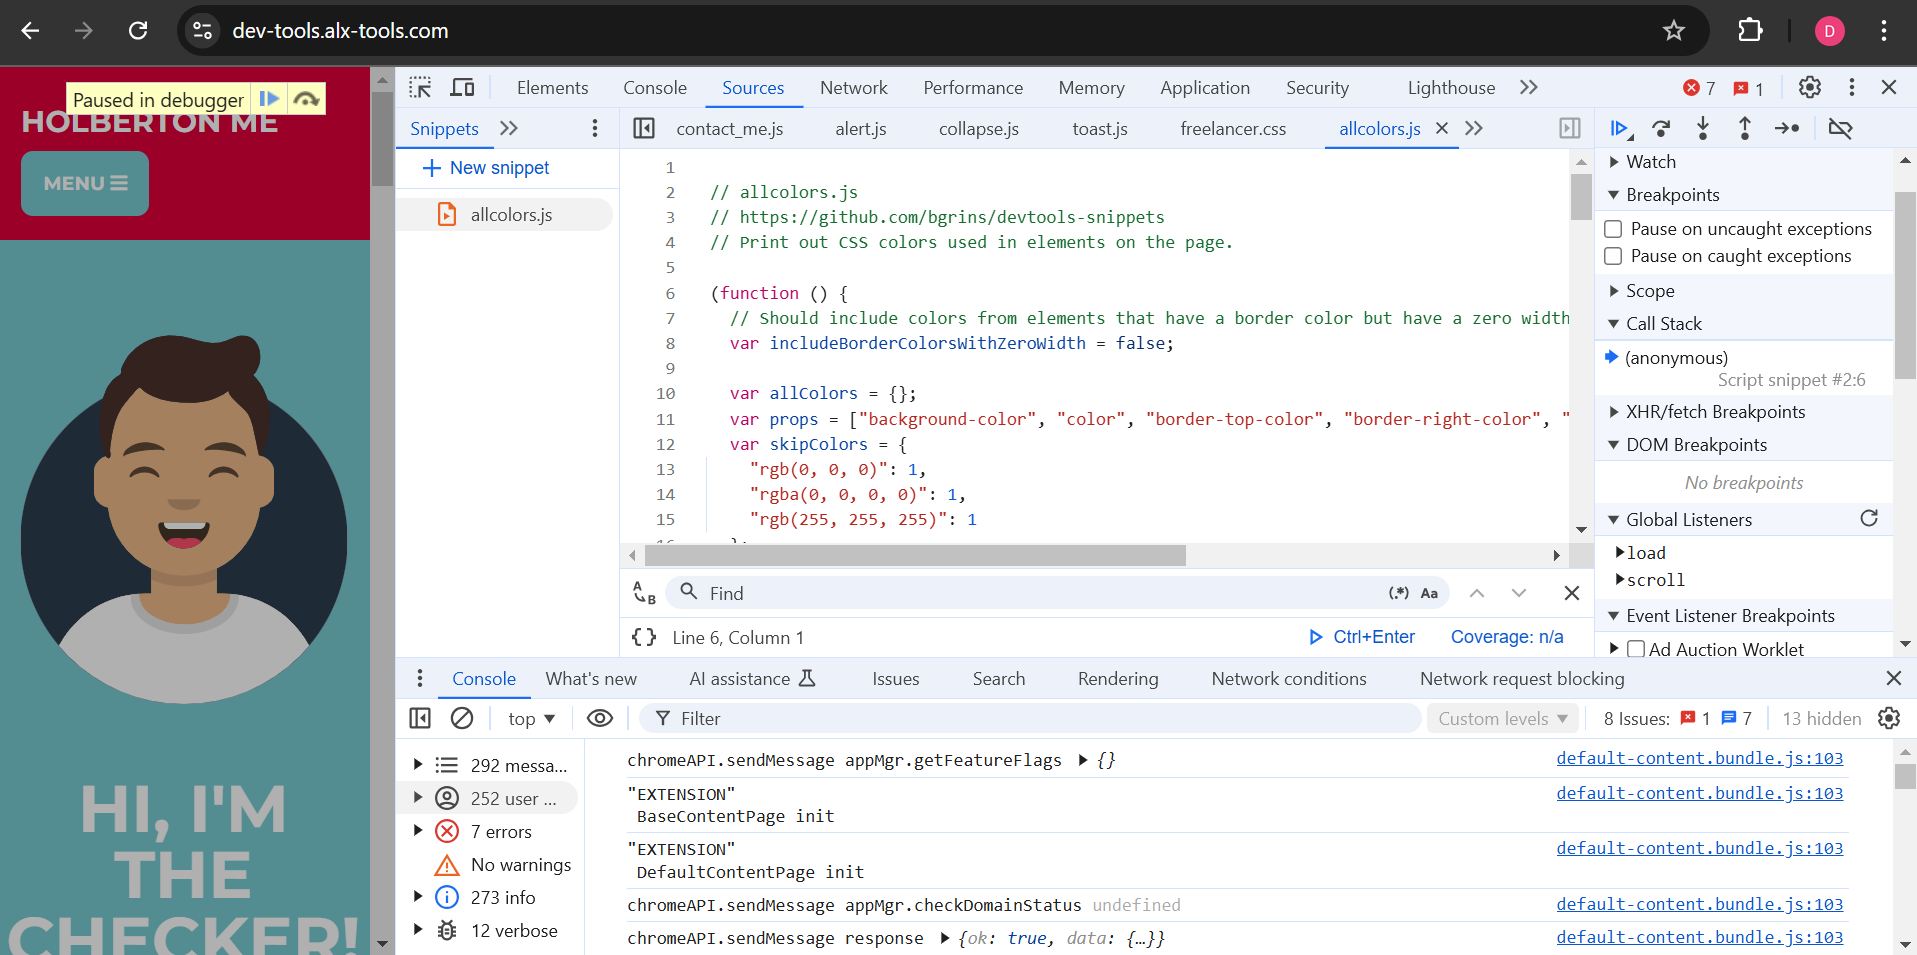 dev-tools.alx-tools.com
D
Paused in debugger
HOLBERTON ME
MENU
HI, I'M
THE
CHECKER!
Elements
Console
Sources
Network
Performance
Memory
Application
Security
Lighthouse
7
1
Snippets
New snippet
allcolors.js
contact_me.js
alert.js
collapse.js
toast.js
freelancer.css
allcolors.js
1
2 // allcolors.js
3 // https://github.com/bgrins/devtools-snippets
4 // Print out CSS colors used in elements on the page.
5
6 (function () {
7 // Should include colors from elements that have a border color but have a zero width
8 var includeBorderColorsWithZeroWidth = false;
9
10 var allColors = {};
11 var props = ["background-color", "color", "border-top-color", "border-right-color", "
12 var skipColors = {
13 "rgb(0, 0, 0)": 1,
14 "rgba(0, 0, 0, 0)": 1,
15 "rgb(255, 255, 255)": 1
A B
Find
(.*) Aa
{} Line 6, Column 1
Ctrl+Enter
Coverage: n/a
Watch
Breakpoints
Pause on uncaught exceptions
Pause on caught exceptions
Scope
Call Stack
(anonymous)
Script snippet #2:6
XHR/fetch Breakpoints
DOM Breakpoints
No breakpoints
Global Listeners
load
scroll
Event Listener Breakpoints
Ad Auction Worklet
Console
What's new
AI assistance
Issues
Search
Rendering
Network conditions
Network request blocking
top
Filter
Custom levels
8 Issues: 1 7
13 hidden
292 messa...
252 user ...
7 errors
No warnings
273 info
12 verbose
chromeAPI.sendMessage appMgr.getFeatureFlags {} default-content.bundle.js:103
"EXTENSION" default-content.bundle.js:103
BaseContentPage init
"EXTENSION" default-content.bundle.js:103
DefaultContentPage init
chromeAPI.sendMessage appMgr.checkDomainStatus undefined default-content.bundle.js:103
chromeAPI.sendMessage response {ok: true, data: {…}} default-content.bundle.js:103